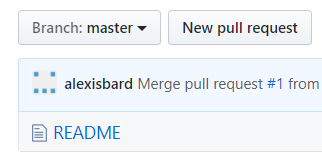 Branch: master New pull request
alexisbard Merge pull request #1 from
README